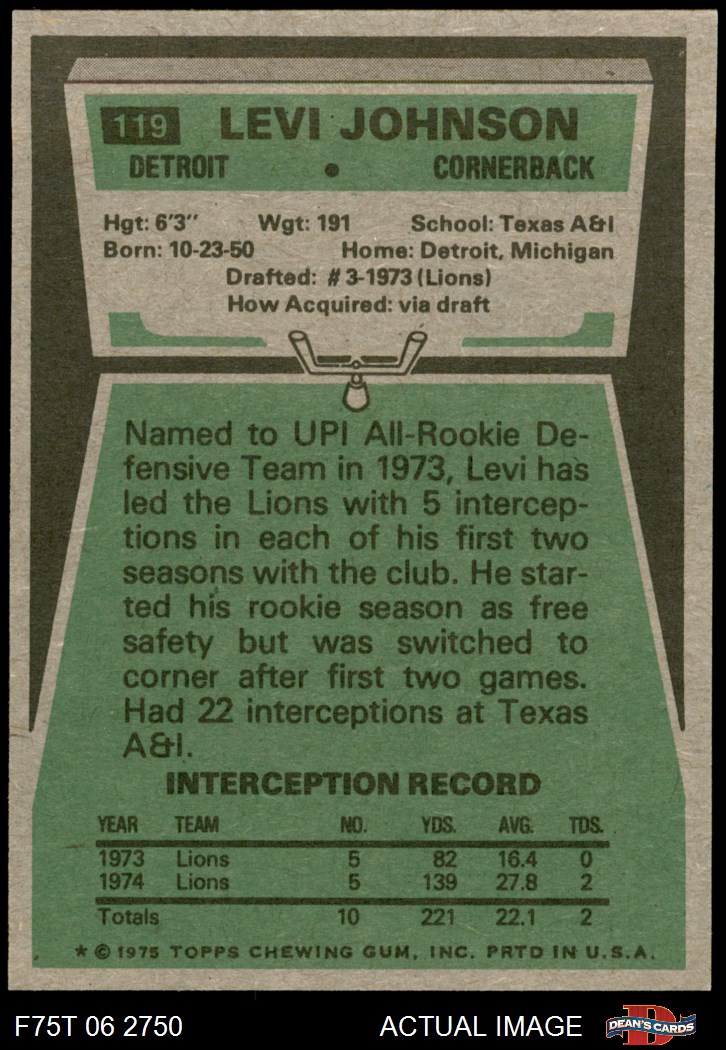 119 LEVI JOHNSON
DETROIT • CORNERBACK
Hgt: 6'3" Wgt: 191 School: Texas A&I
Born: 10-23-50 Home: Detroit, Michigan
Drafted: #3-1973 (Lions)
How Acquired: via draft
Named to UPI All-Rookie De-
fensive Team in 1973, Levi has
led the Lions with 5 intercep-
tions in each of his first two
seasons with the club. He star-
ted his rookie season as free
safety but was switched to
corner after first two games.
Had 22 interceptions at Texas
A&I.
INTERCEPTION RECORD
YEAR TEAM NO. YDS. AVG. TDS.
1973 Lions 5 82 16.4 0
1974 Lions 5 139 27.8 2
Totals 10 221 22.1 2
* © 1975 TOPPS CHEWING GUM, INC. PRTD IN U.S.A.
F75T 06 2750 ACTUAL IMAGE D DEAN'S CARDS